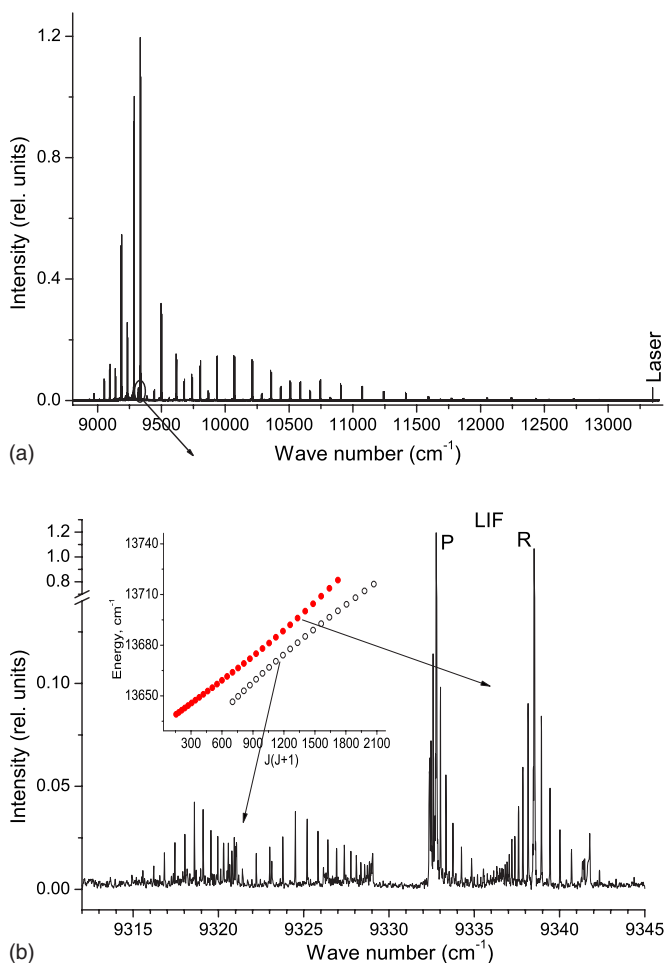 1.2
0.8
0.4
0.0
Intensity (rel. units)
Laser
9000 9500 10000 10500 11000 11500 12000 12500 13000
Wave number (cm⁻¹)
(a)
LIF
P R
1.2
1.0
0.8
0.10
0.05
0.00
Intensity (rel. units)
13740
13710
13680
13650
Energy, cm⁻¹
300 600 900 1200 1500 1800 2100
J(J+1)
9315 9320 9325 9330 9335 9340 9345
Wave number (cm⁻¹)
(b)